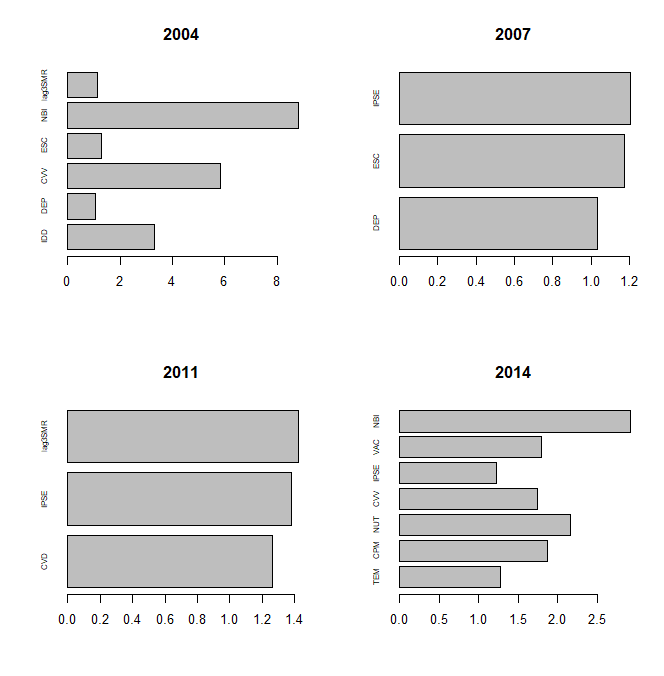 2004
lag3SMR
NBI
ESC
CVV
DEP
IDD
0 2 4 6 8
2007
IPSE
ESC
DEP
0.0 0.2 0.4 0.6 0.8 1.0 1.2
2011
lag3SMR
IPSE
CVD
0.0 0.2 0.4 0.6 0.8 1.0 1.2 1.4
2014
NBI
VAC
IPSE
CVV
NUT
CPM
TEM
0.0 0.5 1.0 1.5 2.0 2.5